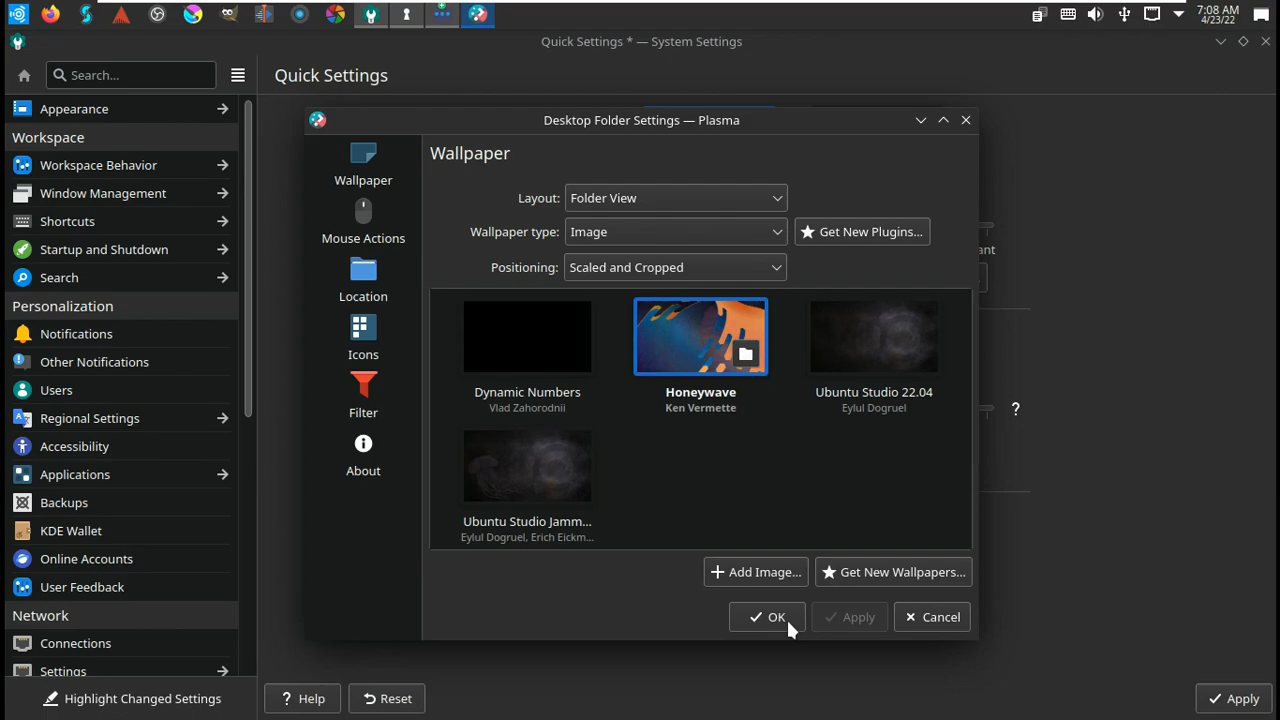 7:08 AM
4/23/22
Quick Settings * — System Settings
Search...
Quick Settings
Appearance
Workspace
Workspace Behavior
Window Management
Shortcuts
Startup and Shutdown
Search
Personalization
Notifications
Other Notifications
Users
Regional Settings
Accessibility
Applications
Backups
KDE Wallet
Online Accounts
User Feedback
Network
Connections
Settings
Highlight Changed Settings
Desktop Folder Settings — Plasma
Wallpaper
Mouse Actions
Location
Icons
Filter
About
Wallpaper
Layout: Folder View
Wallpaper type: Image Get New Plugins...
Positioning: Scaled and Cropped
Dynamic Numbers
Vlad Zahorodnii
Honeywave
Ken Vermette
Ubuntu Studio 22.04
Eylul Dogruel
Ubuntu Studio Jamm...
Eylul Dogruel, Erich Eickm...
Add Image... Get New Wallpapers...
OK Apply Cancel
ant
?
? Help Reset Apply